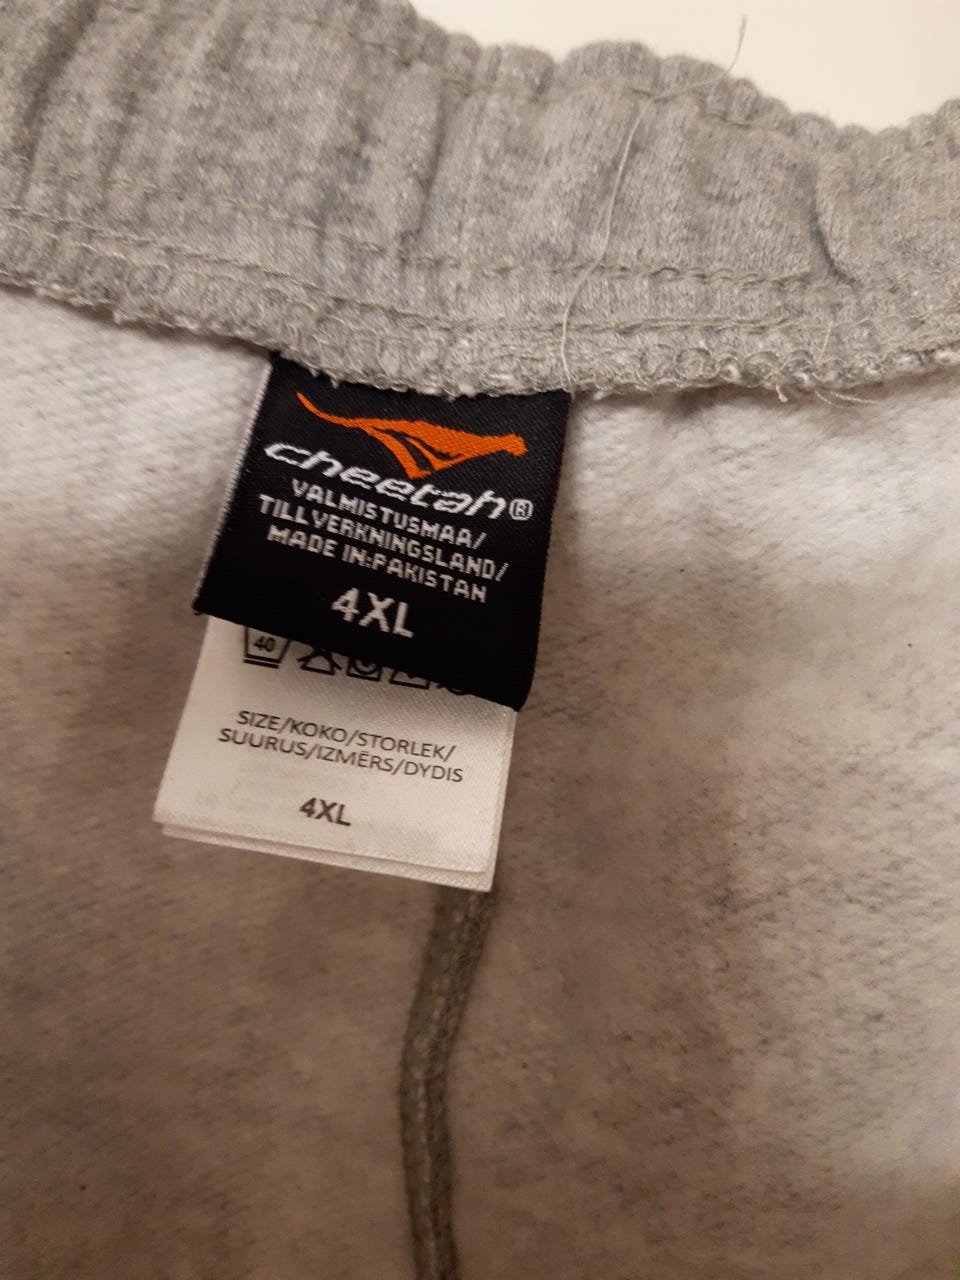 cheetah®
VALMISTUSMAA/
TILLVERKNINGSLAND/
MADE IN:PAKISTAN
4XL
40
SIZE/KOKO/STORLEK/
SUURUS/IZMĒRS/DYDIS
4XL